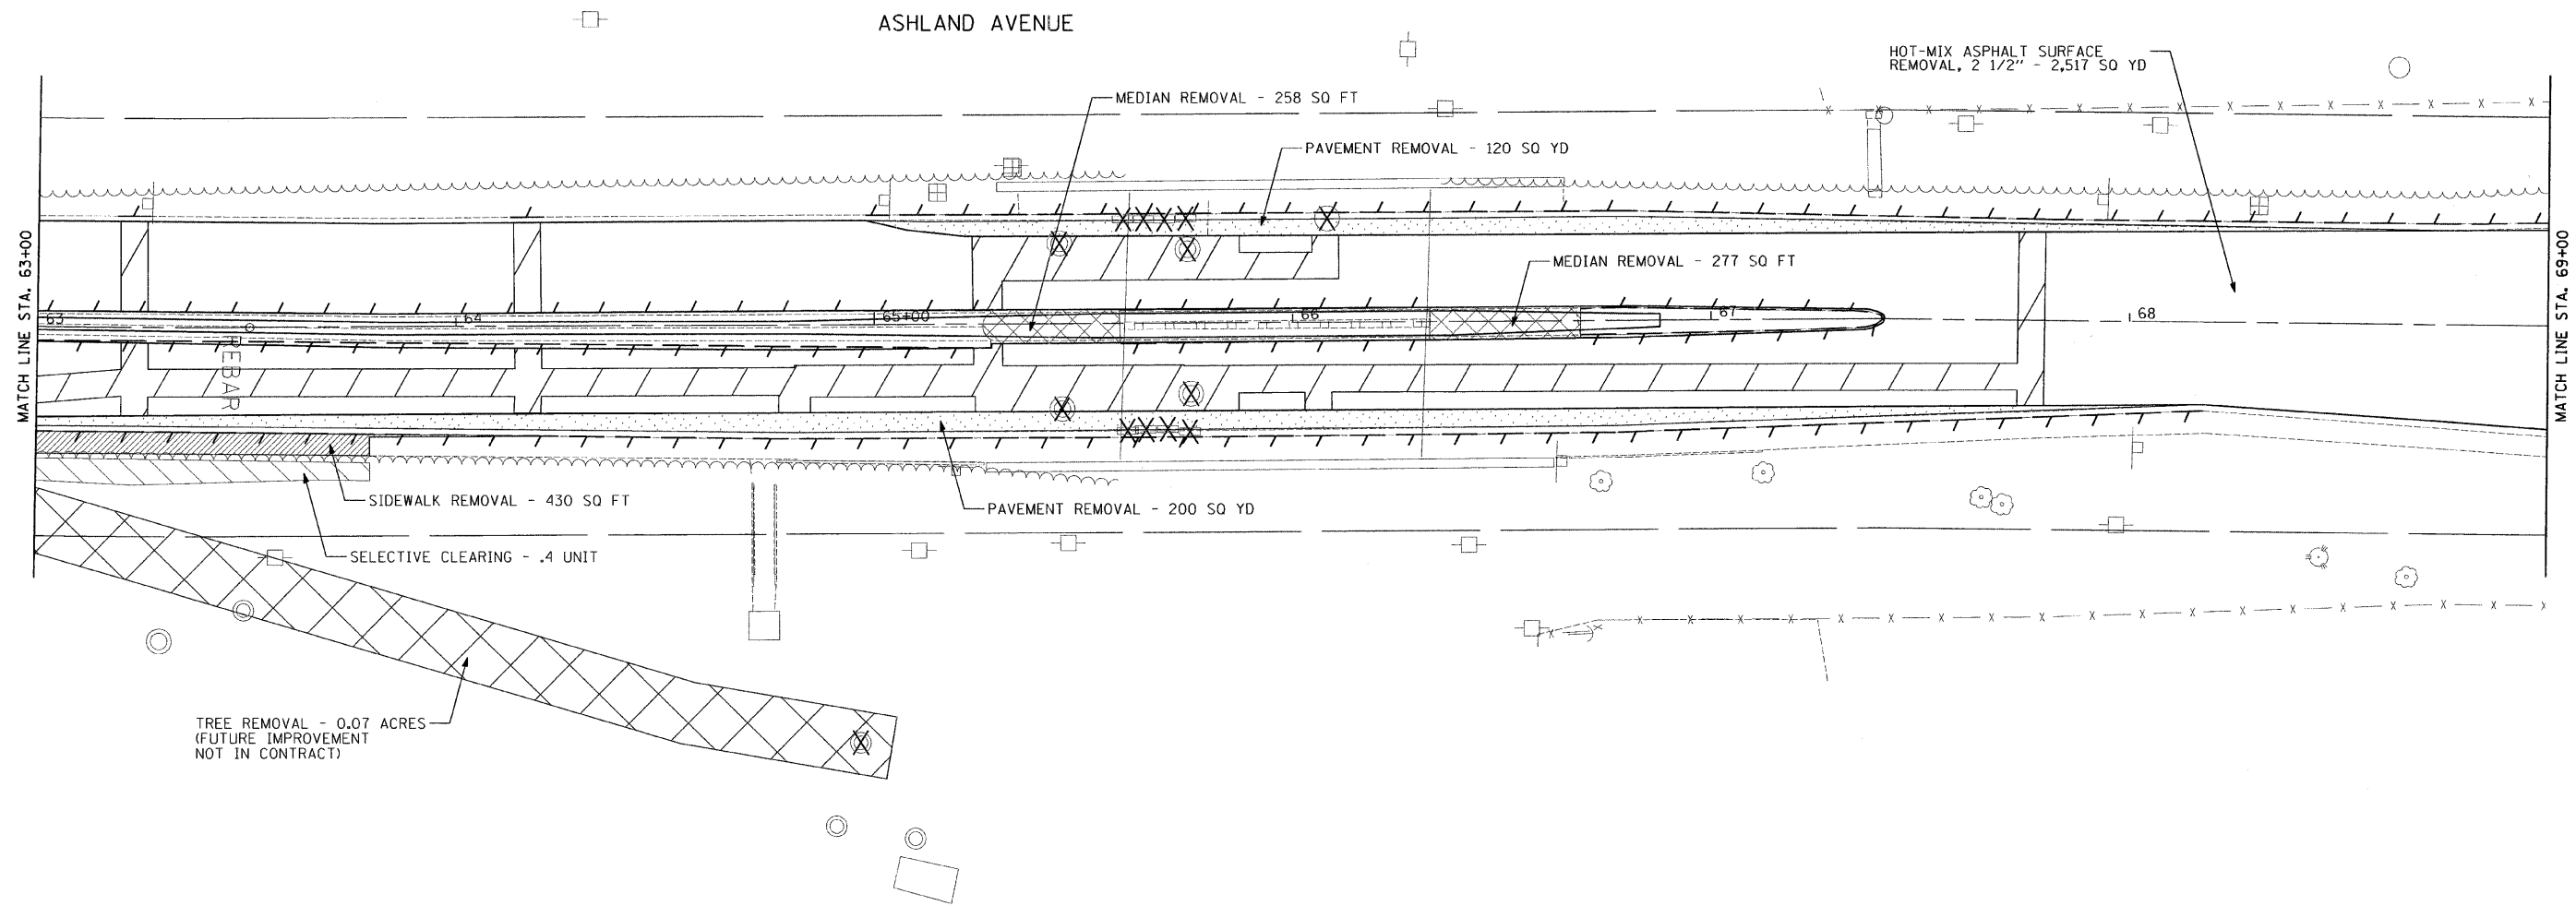 ASHLAND AVENUE
HOT-MIX ASPHALT SURFACE
REMOVAL, 2 1/2" - 2,517 SQ YD
MEDIAN REMOVAL - 258 SQ FT
PAVEMENT REMOVAL - 120 SQ YD
MATCH LINE STA. 63+00
MATCH LINE STA. 69+00
MEDIAN REMOVAL - 277 SQ FT
63
64
65+00
66
67
68
REBAR
SIDEWALK REMOVAL - 430 SQ FT
PAVEMENT REMOVAL - 200 SQ YD
SELECTIVE CLEARING - .4 UNIT
TREE REMOVAL - 0.07 ACRES
(FUTURE IMPROVEMENT
NOT IN CONTRACT)